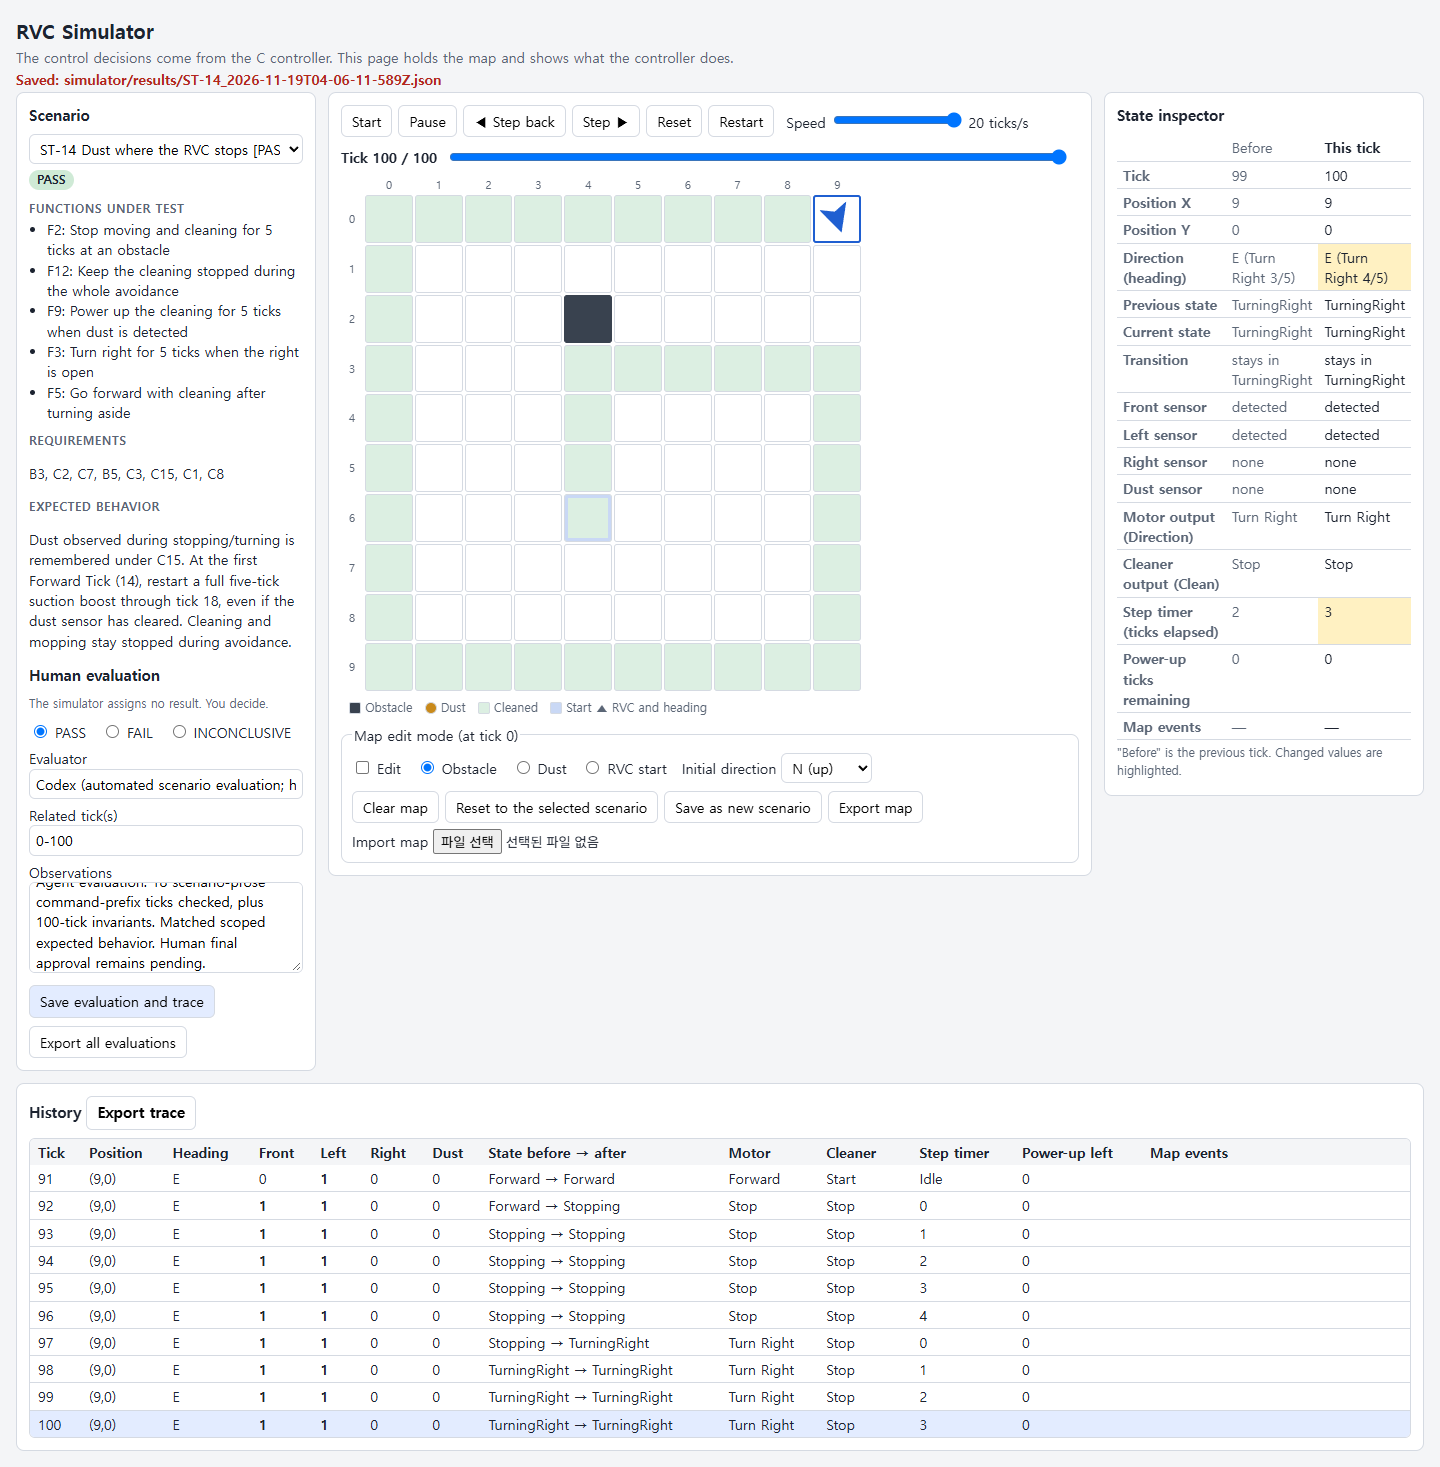 RVC Simulator
The control decisions come from the C controller. This page holds the map and shows what the controller does.
Saved: simulator/results/ST-14_2026-11-19T04-06-11-589Z.json
Scenario
ST-14 Dust where the RVC stops [PAS
PASS
FUNCTIONS UNDER TEST
• F2: Stop moving and cleaning for 5
ticks at an obstacle
• F12: Keep the cleaning stopped during
the whole avoidance
• F9: Power up the cleaning for 5 ticks
when dust is detected
• F3: Turn right for 5 ticks when the right
is open
• F5: Go forward with cleaning after
turning aside
REQUIREMENTS
B3, C2, C7, B5, C3, C15, C1, C8
EXPECTED BEHAVIOR
Dust observed during stopping/turning is
remembered under C15. At the first
Forward Tick (14), restart a full five-tick
suction boost through tick 18, even if the
dust sensor has cleared. Cleaning and
mopping stay stopped during avoidance.
Human evaluation
The simulator assigns no result. You decide.
PASS FAIL INCONCLUSIVE
Evaluator
Codex (automated scenario evaluation; h
Related tick(s)
0-100
Observations
Agent evaluation: 18 scenario-prose
command-prefix ticks checked, plus
100-tick invariants. Matched scoped
expected behavior. Human final
approval remains pending.
Save evaluation and trace
Export all evaluations
Start Pause ◀ Step back Step ▶ Reset Restart Speed 20 ticks/s
Tick 100 / 100
0 1 2 3 4 5 6 7 8 9
0
1
2
3
4
5
6
7
8
9
Obstacle Dust Cleaned Start ▲ RVC and heading
Map edit mode (at tick 0)
Edit Obstacle Dust RVC start Initial direction N (up)
Clear map Reset to the selected scenario Save as new scenario Export map
Import map 파일 선택 선택된 파일 없음
State inspector
Before This tick
Tick 99 100
Position X 9 9
Position Y 0 0
Direction (heading) E (Turn Right 3/5) E (Turn Right 4/5)
Previous state TurningRight TurningRight
Current state TurningRight TurningRight
Transition stays in TurningRight stays in TurningRight
Front sensor detected detected
Left sensor detected detected
Right sensor none none
Dust sensor none none
Motor output (Direction) Turn Right Turn Right
Cleaner output (Clean) Stop Stop
Step timer (ticks elapsed) 2 3
Power-up ticks remaining 0 0
Map events — —
"Before" is the previous tick. Changed values are
highlighted.
History Export trace
Tick Position Heading Front Left Right Dust State before → after Motor Cleaner Step timer Power-up left Map events
91 (9,0) E 0 1 0 0 Forward → Forward Forward Start Idle 0
92 (9,0) E 1 1 0 0 Forward → Stopping Stop Stop 0 0
93 (9,0) E 1 1 0 0 Stopping → Stopping Stop Stop 1 0
94 (9,0) E 1 1 0 0 Stopping → Stopping Stop Stop 2 0
95 (9,0) E 1 1 0 0 Stopping → Stopping Stop Stop 3 0
96 (9,0) E 1 1 0 0 Stopping → Stopping Stop Stop 4 0
97 (9,0) E 1 1 0 0 Stopping → TurningRight Turn Right Stop 0 0
98 (9,0) E 1 1 0 0 TurningRight → TurningRight Turn Right Stop 1 0
99 (9,0) E 1 1 0 0 TurningRight → TurningRight Turn Right Stop 2 0
100 (9,0) E 1 1 0 0 TurningRight → TurningRight Turn Right Stop 3 0